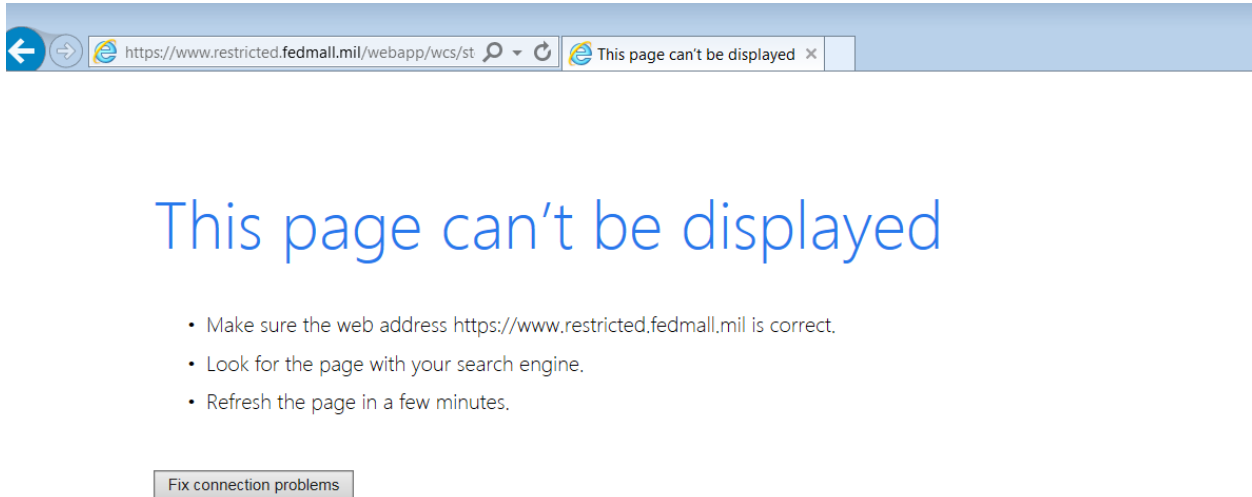 https://www.restricted.fedmall.mil/webapp/wcs/st
This page can't be displayed
This page can't be displayed
• Make sure the web address https://www.restricted.fedmall.mil is correct.
• Look for the page with your search engine.
• Refresh the page in a few minutes.
Fix connection problems